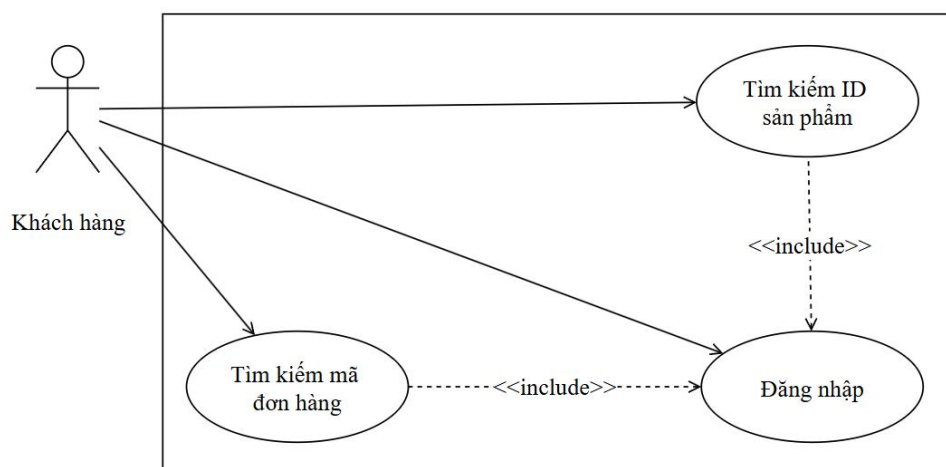 Tìm kiếm ID
sản phẩm
Khách hàng
<<include>>
Tìm kiếm mã
đơn hàng
<<include>>
Đăng nhập